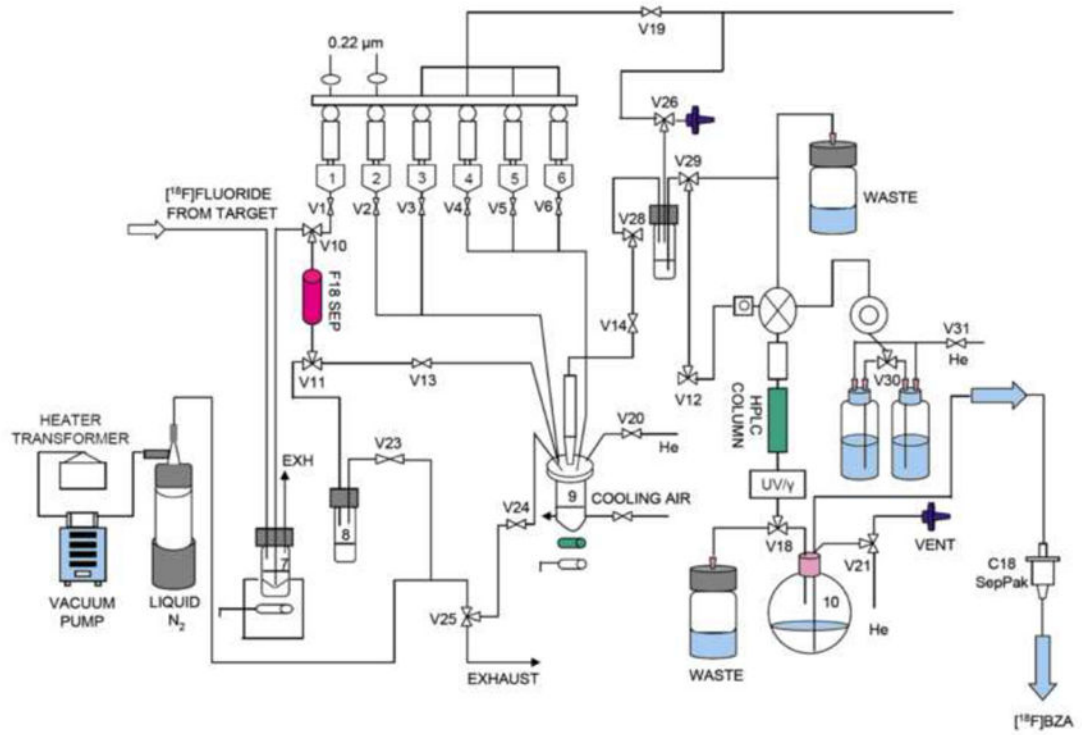 V19
0.22 µm
V26
V29
1
2
3
4
5
6
WASTE
[18F]FLUORIDE
FROM TARGET
V1
V2
V3
V4
V5
V6
V10
V28
F18 SEP
V14
V31
He
V30
V11
V13
V12
HPLC
COLUMN
HEATER
TRANSFORMER
V23
V20
He
EXH
9
COOLING AIR
UV/γ
V24
8
7
V18
V21
VENT
C18
SepPak
VACUUM
PUMP
LIQUID
N2
V25
10
He
EXHAUST
WASTE
[18F]BZA